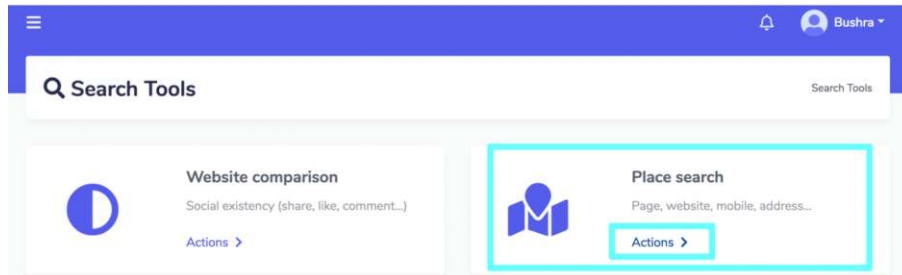 Bushra
Search Tools
Search Tools
Website comparison
Social existency (share, like, comment...)
Actions >
Place search
Page, website, mobile, address...
Actions >